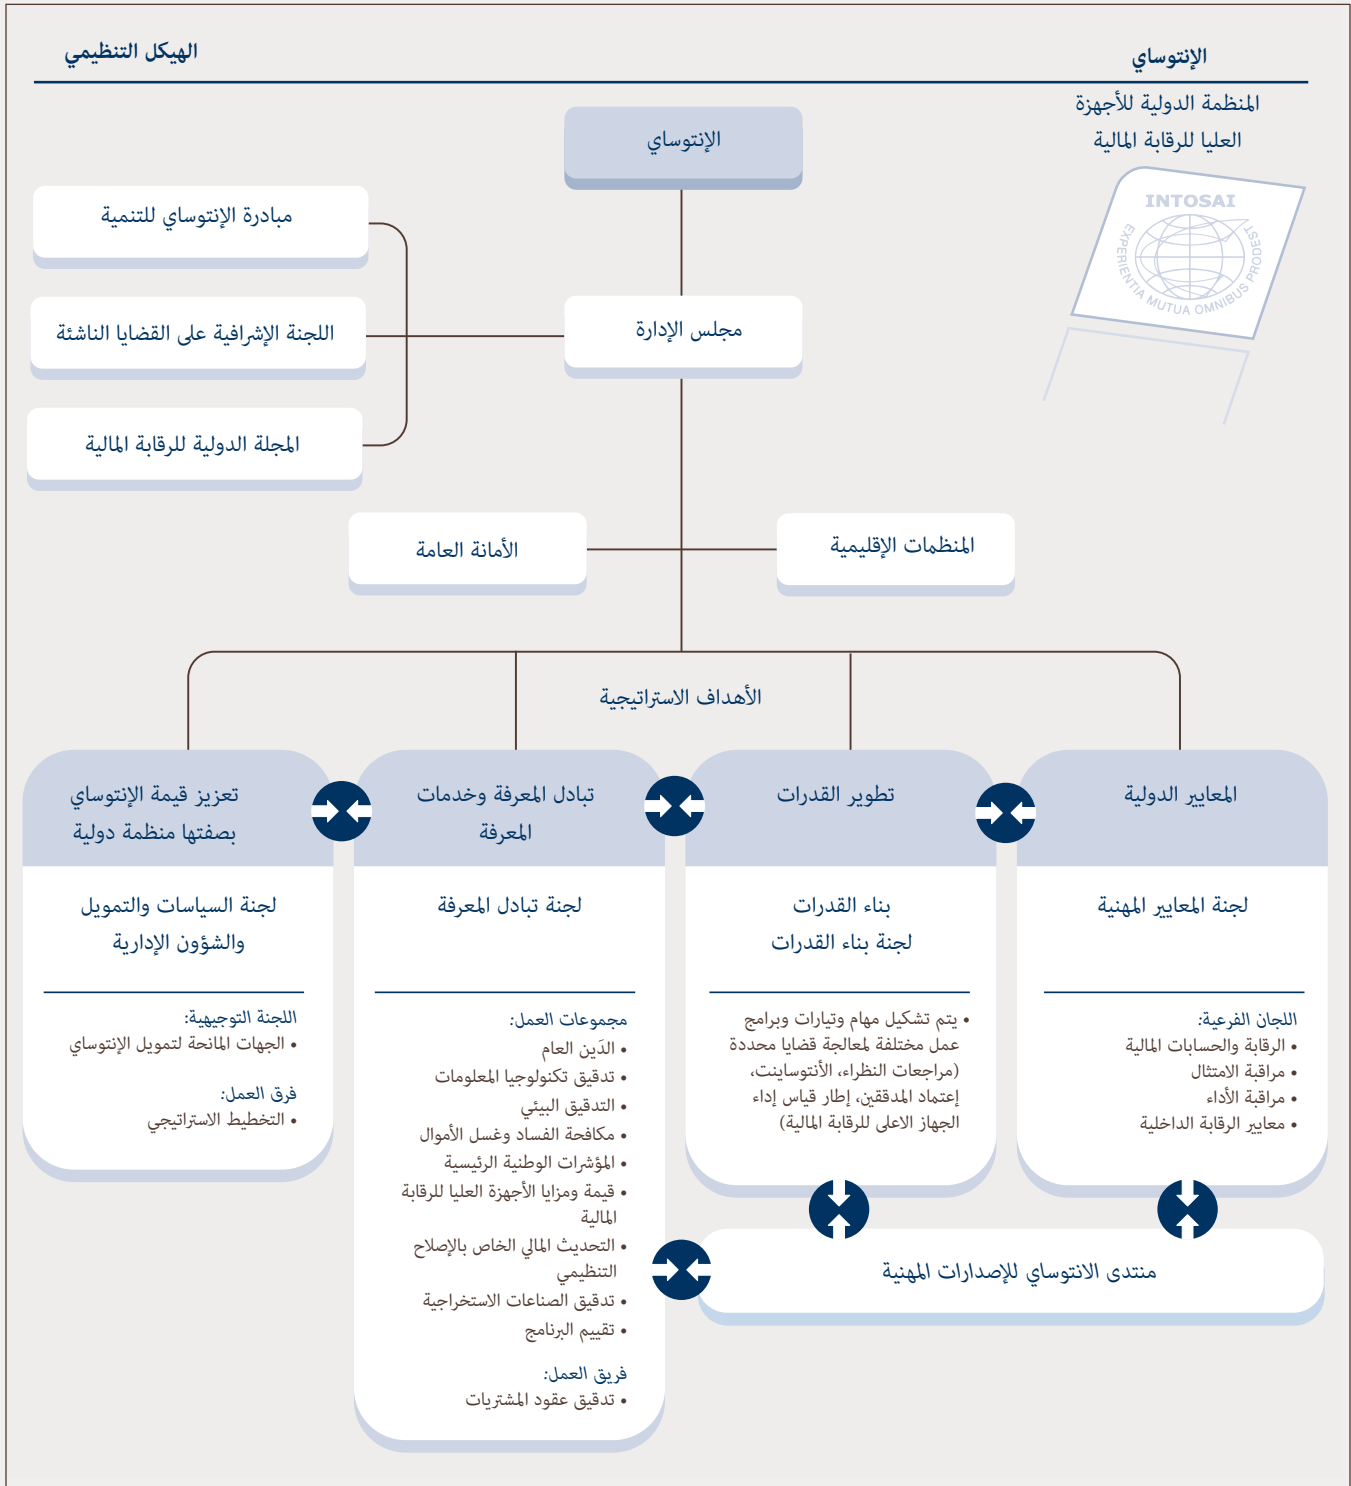 الإنتوساي
الهيكل التنظيمي
المنظمة الدولية للأجهزة
العليا للرقابة المالية
INTOSAI
EXPERIENTIA MUTUA OMNIBUS PRODEST
الإنتوساي
مجلس الإدارة
مبادرة الإنتوساي للتنمية
اللجنة الإشرافية على القضايا الناشئة
المجلة الدولية للرقابة المالية
المنظمات الإقليمية
الأمانة العامة
الأهداف الاستراتيجية
المعايير الدولية
لجنة المعايير المهنية
اللجان الفرعية:
• الرقابة والحسابات المالية
• مراقبة الامتثال
• مراقبة الأداء
• معايير الرقابة الداخلية
تطوير القدرات
بناء القدرات
لجنة بناء القدرات
• يتم تشكيل مهام وتيارات وبرامج
عمل مختلفة لمعالجة قضايا محددة
(مراجعات النظراء، الأنتوساينت،
إعتماد المدققين، إطار قياس إداء
الجهاز الاعلى للرقابة المالية)
تبادل المعرفة وخدمات
المعرفة
لجنة تبادل المعرفة
مجموعات العمل:
• الدَين العام
• تدقيق تكنولوجيا المعلومات
• التدقيق البيئي
• مكافحة الفساد وغسل الأموال
• المؤشرات الوطنية الرئيسية
• قيمة ومزايا الأجهزة العليا للرقابة
المالية
• التحديث المالي الخاص بالإصلاح
التنظيمي
• تدقيق الصناعات الاستخراجية
• تقييم البرنامج
فريق العمل:
• تدقيق عقود المشتريات
تعزيز قيمة الإنتوساي
بصفتها منظمة دولية
لجنة السياسات والتمويل
والشؤون الإدارية
اللجنة التوجيهية:
• الجهات المانحة لتمويل الإنتوساي
فرق العمل:
• التخطيط الاستراتيجي
منتدى الانتوساي للإصدارات المهنية